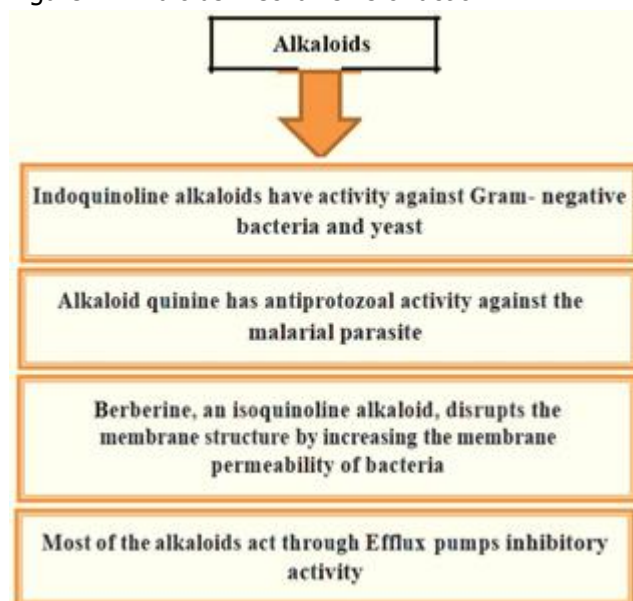 Alkaloids
Indoquinoline alkaloids have activity against Gram- negative
bacteria and yeast
Alkaloid quinine has antiprotozoal activity against the
malarial parasite
Berberine, an isoquinoline alkaloid, disrupts the
membrane structure by increasing the membrane
permeability of bacteria
Most of the alkaloids act through Efflux pumps inhibitory
activity